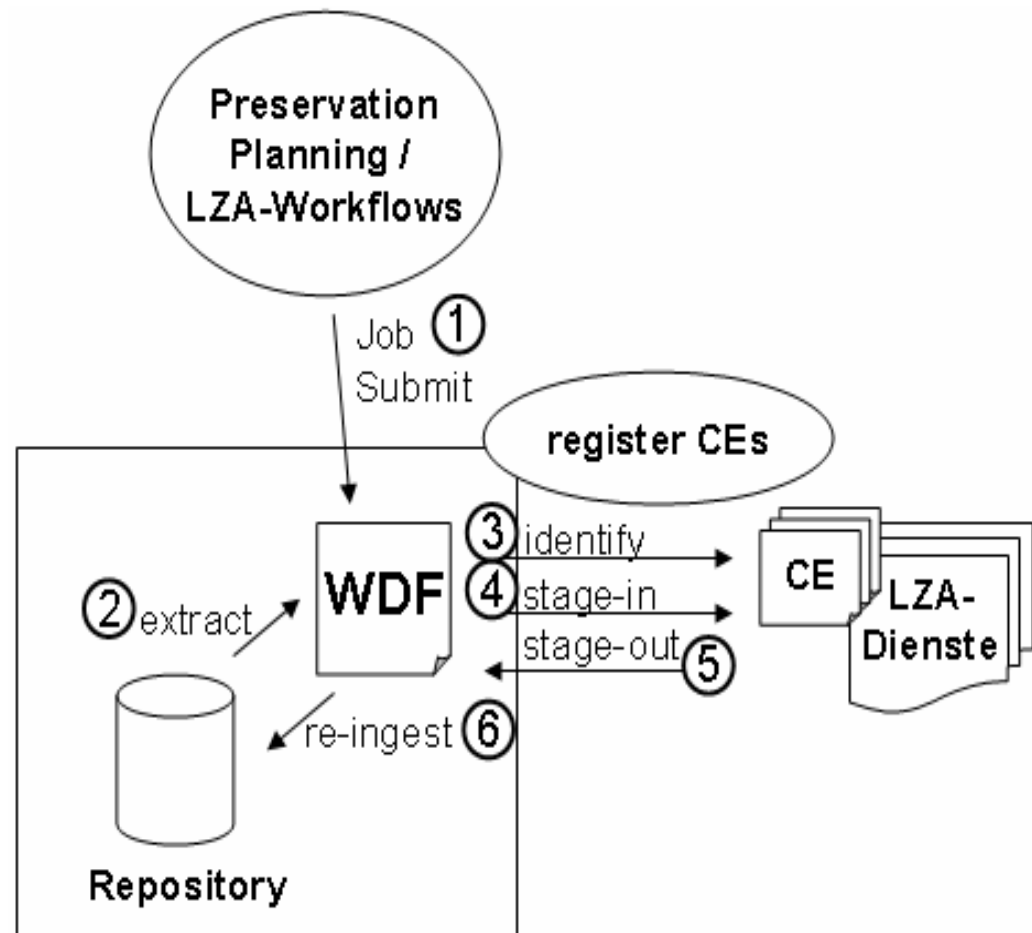 Preservation
Planning /
LZA-Workflows
Job 1
Submit
register CEs
3 identify
4 stage-in
stage-out 5
WDF
CE
LZA-
Dienste
2 extract
re-ingest 6
Repository